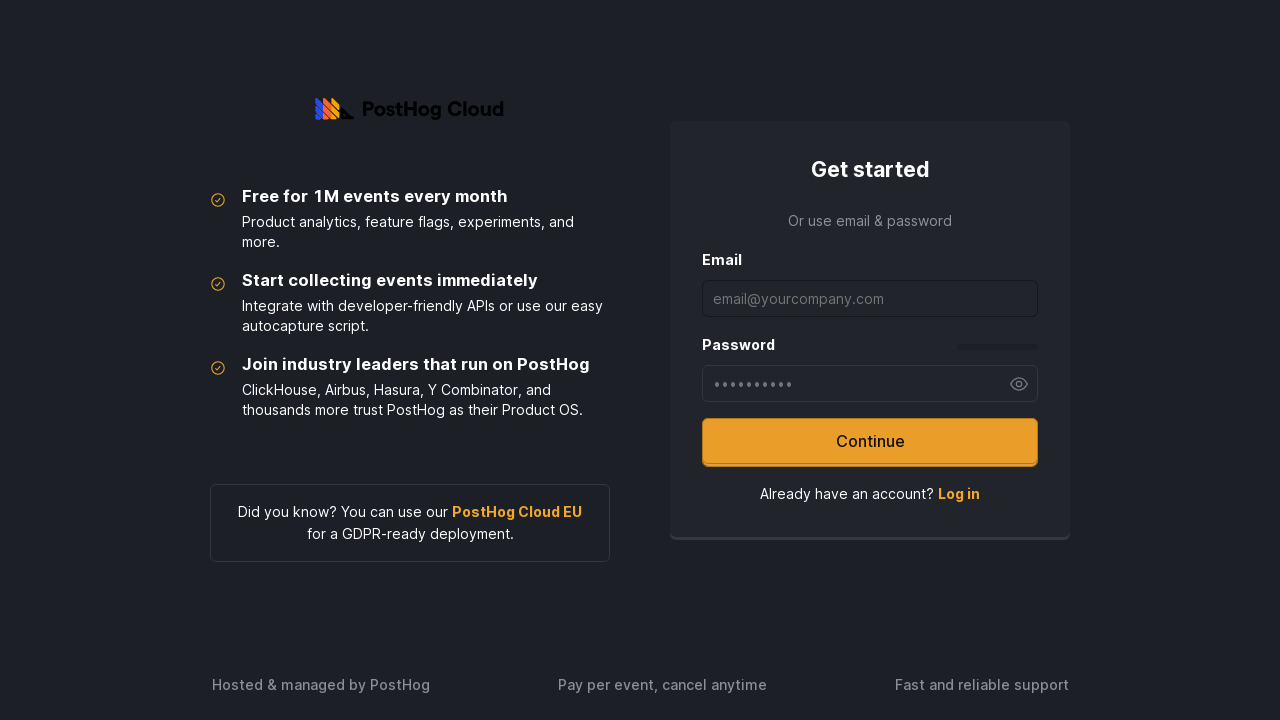 PostHog Cloud
Free for 1M events every month
Product analytics, feature flags, experiments, and
more.
Start collecting events immediately
Integrate with developer-friendly APIs or use our easy
autocapture script.
Join industry leaders that run on PostHog
ClickHouse, Airbus, Hasura, Y Combinator, and
thousands more trust PostHog as their Product OS.
Did you know? You can use our PostHog Cloud EU
for a GDPR-ready deployment.
Get started
Or use email & password
Email
email@yourcompany.com
Password
••••••••••
Continue
Already have an account? Log in
Hosted & managed by PostHog
Pay per event, cancel anytime
Fast and reliable support